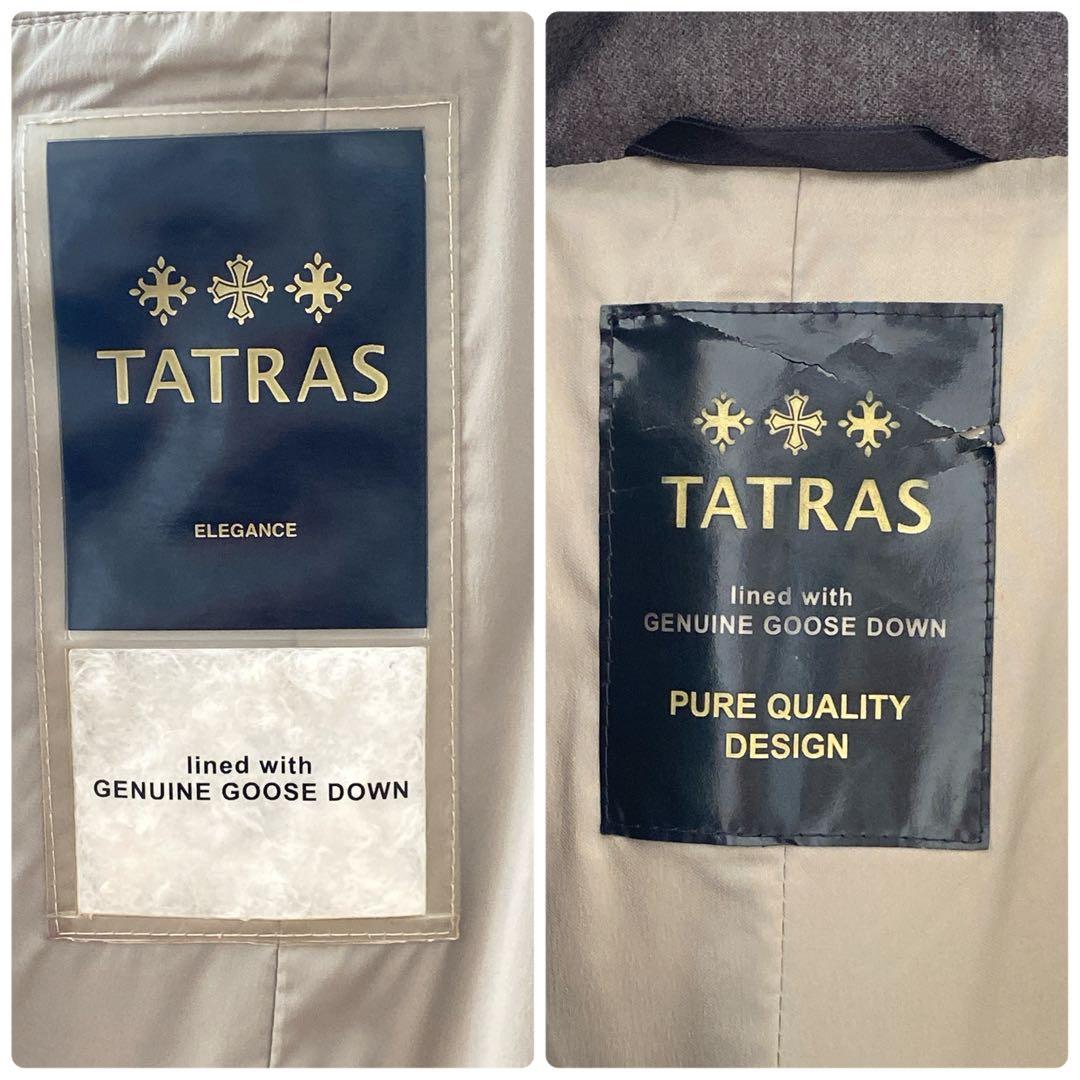 TATRAS
ELEGANCE
lined with
GENUINE GOOSE DOWN
TATRAS
lined with
GENUINE GOOSE DOWN
PURE QUALITY
DESIGN